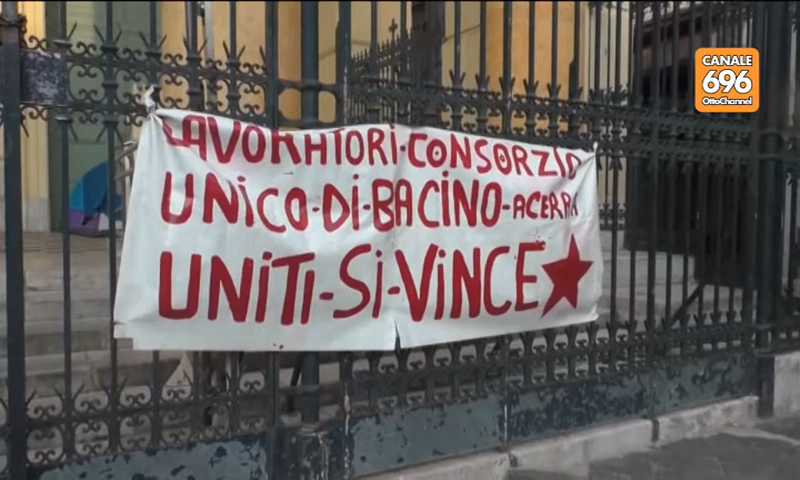 CANALE
696
OttoChannel
LAVORATORI-CONSORZIO
UNICO-DI-BACINO-ACERRA
UNITI-SI-VINCE★